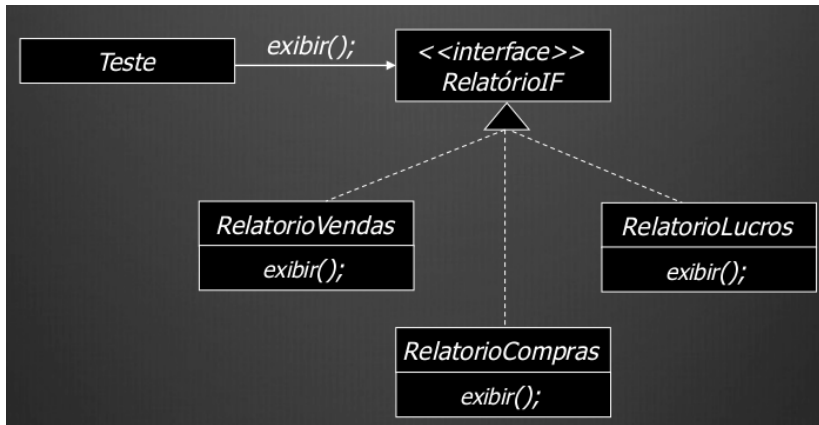 Teste
exibir();
<<interface>>
RelatórioIF
RelatorioVendas
exibir();
RelatorioLucros
exibir();
RelatorioCompras
exibir();